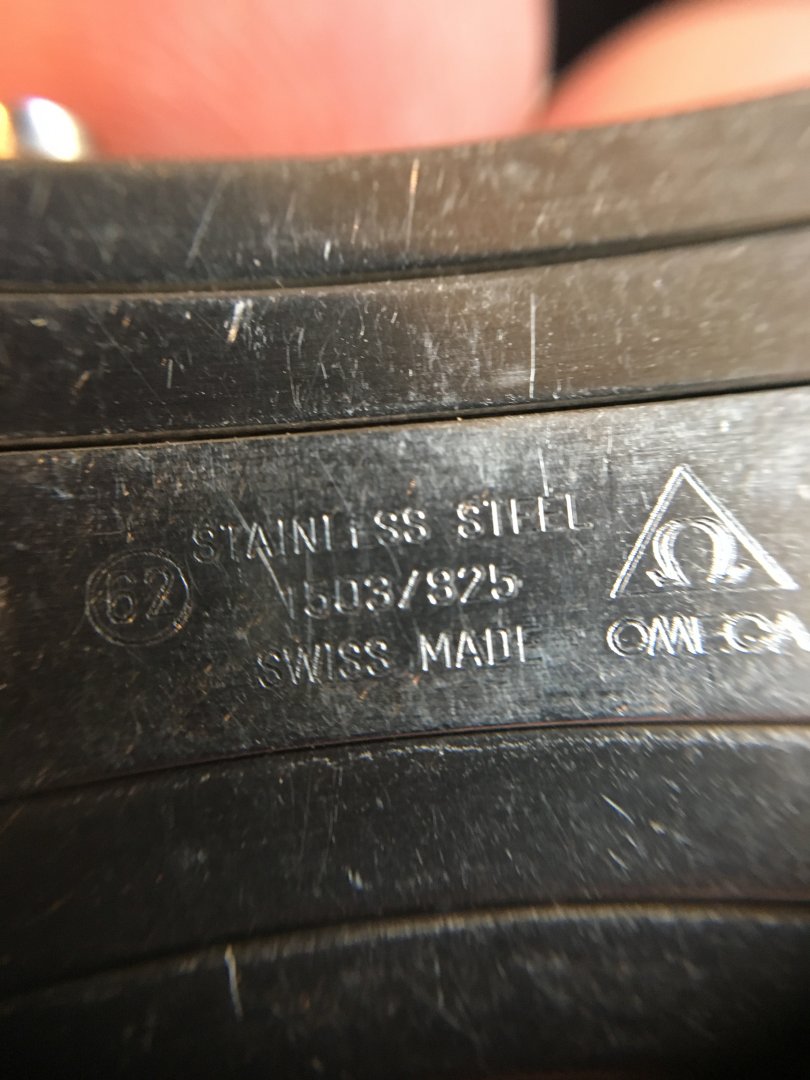 STAINLESS STEEL
62
1503/825
SWISS MADE
Ω
OMEGA